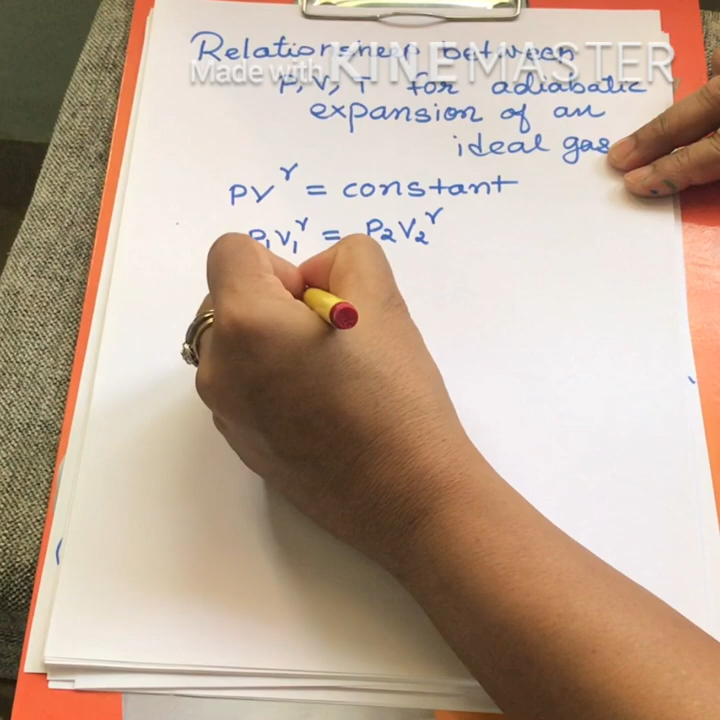 Relationship between
Made with KINEMASTER
P, V, T for adiabatic
expansion of an
ideal gas
PV^γ = constant
P₁V₁^γ = P₂V₂^γ